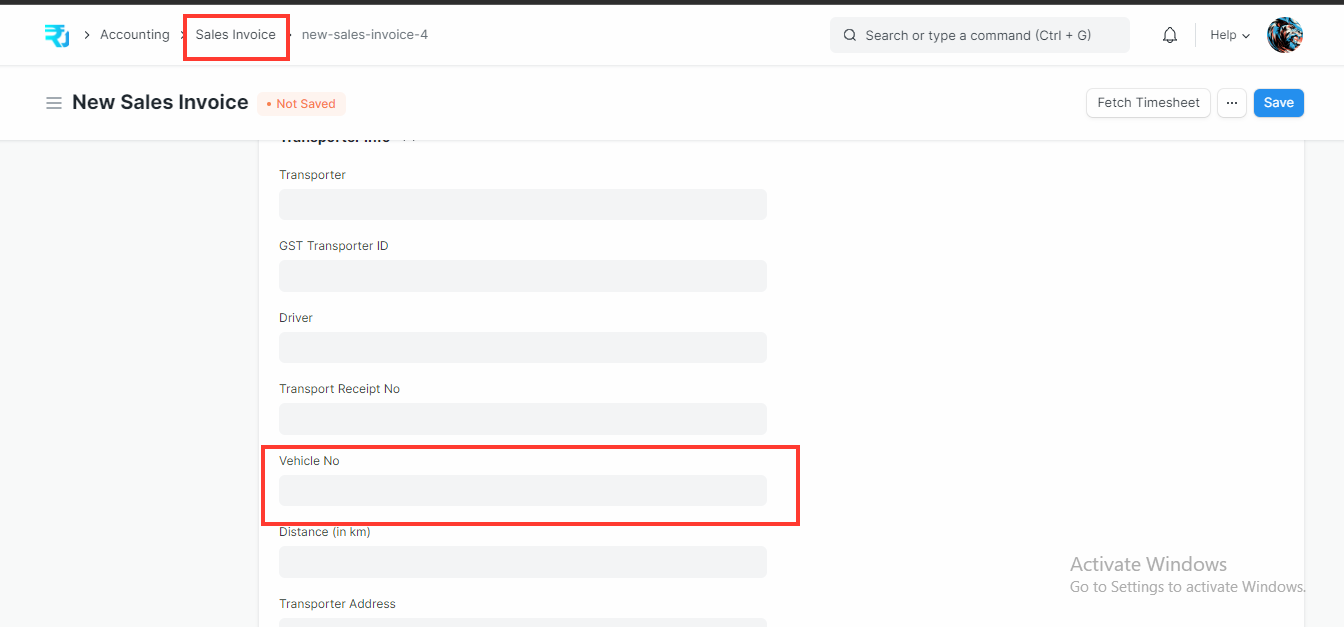 Accounting
Sales Invoice
new-sales-invoice-4
Search or type a command (Ctrl + G)
Help
New Sales Invoice
• Not Saved
Fetch Timesheet
...
Save
Transporter Info
Transporter
GST Transporter ID
Driver
Transport Receipt No
Vehicle No
Distance (in km)
Transporter Address
Activate Windows
Go to Settings to activate Windows.